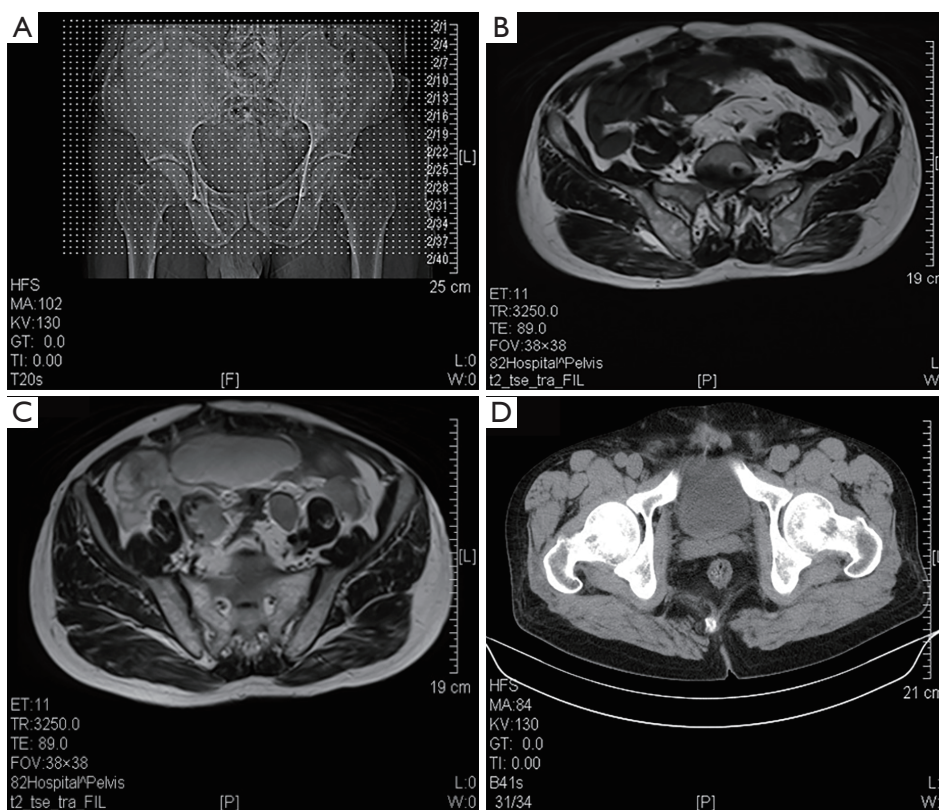 A
2/1
2/4
2/7
2/10
2/13
2/16
2/19
2/22
2/25
2/28
2/31
2/34
2/37
2/40
[L]
25 cm
HFS
MA:102
KV:130
GT: 0.0
TI: 0.00
T20s
[F]
L:0
W:0
B
19 cr
ET:11
TR:3250.0
TE: 89.0
FOV:38×38
82Hospital^Pelvis
t2_tse_tra_FIL
[P]
L
W
C
[L]
19 cm
ET:11
TR:3250.0
TE: 89.0
FOV:38×38
82Hospital^Pelvis
t2_tse_tra_FIL
[P]
L:0
W:0
D
21 cm
HFS
MA:84
KV:130
GT: 0.0
TI: 0.00
B41s
31/34
[P]
L:
W